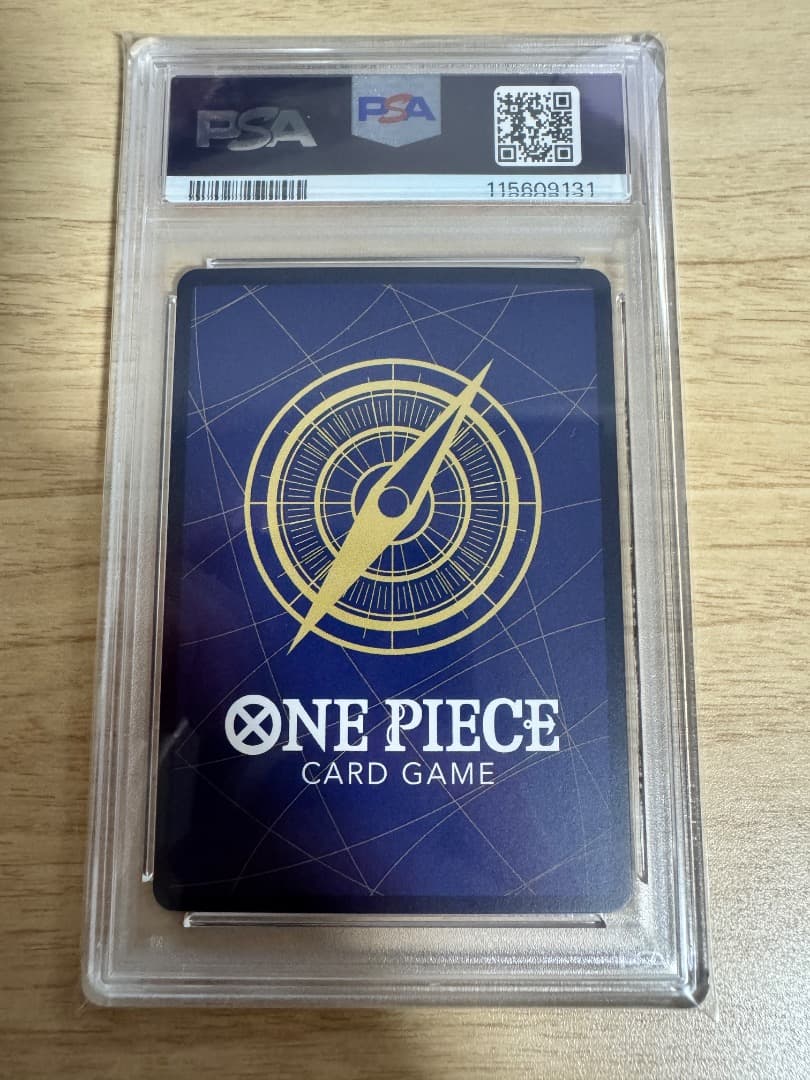 PSA
PSA
115609131
ONE PIECE
CARD GAME